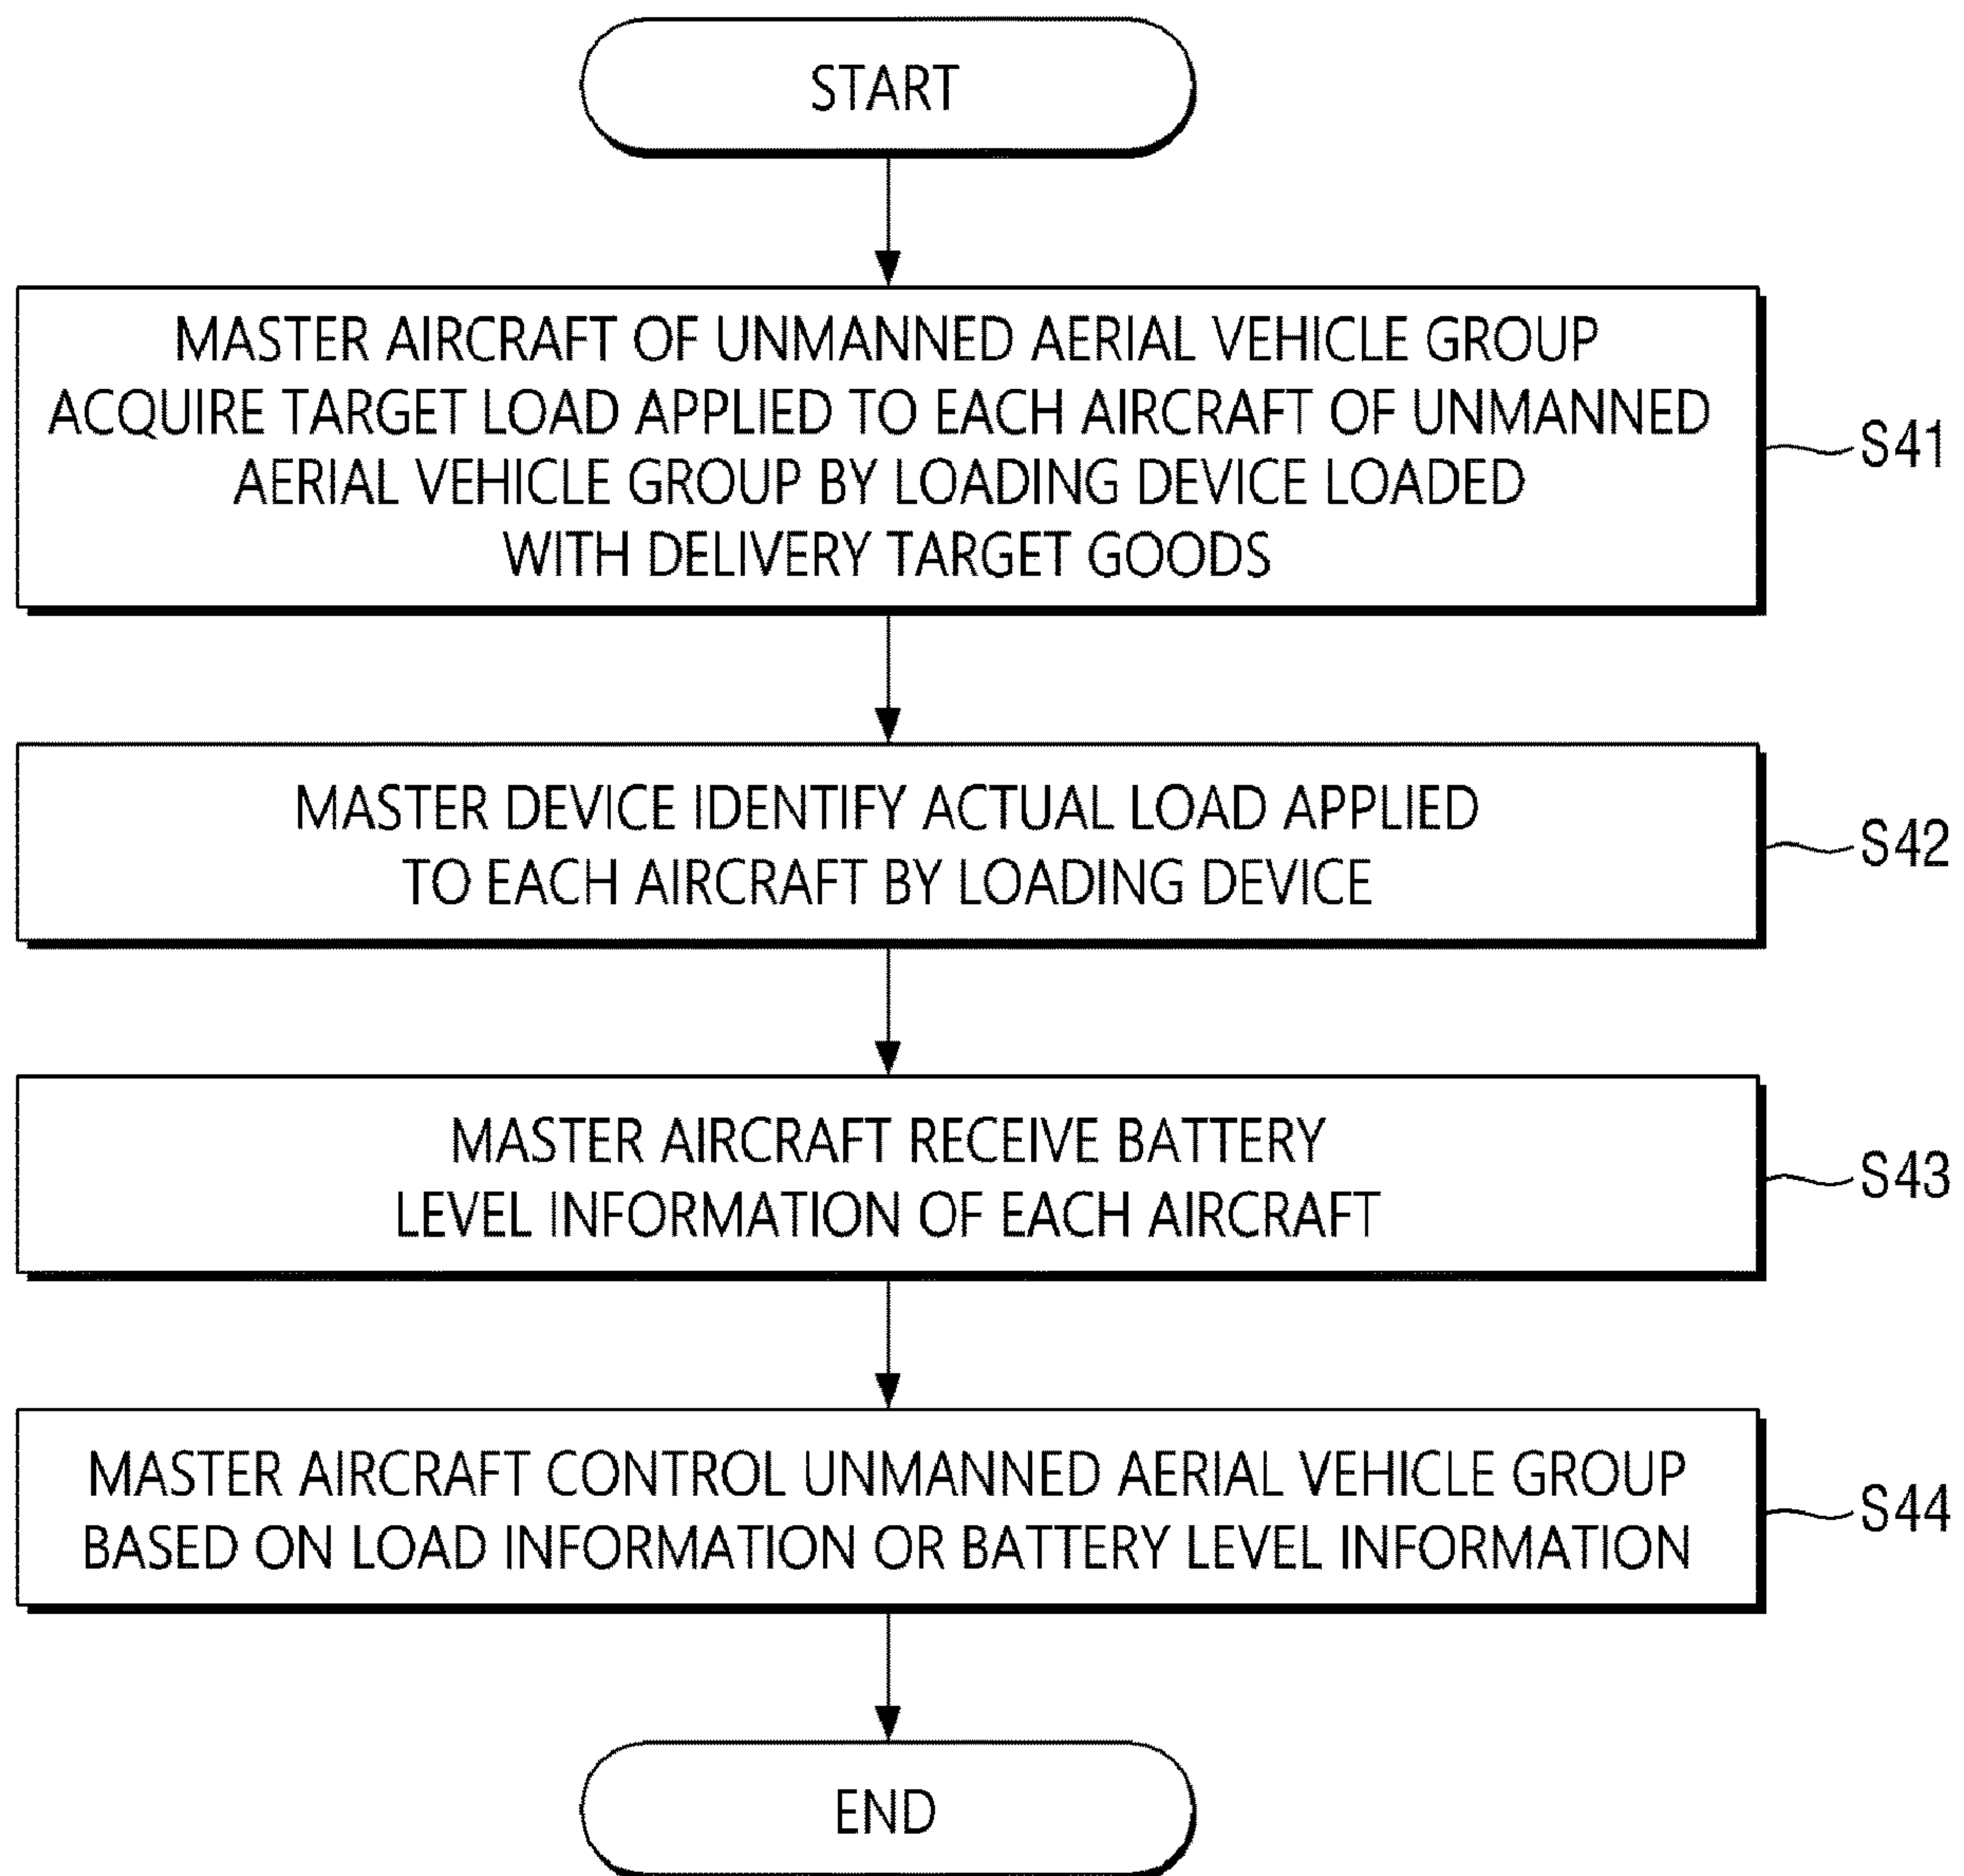 START
MASTER AIRCRAFT OF UNMANNED AERIAL VEHICLE GROUP
ACQUIRE TARGET LOAD APPLIED TO EACH AIRCRAFT OF UNMANNED
AERIAL VEHICLE GROUP BY LOADING DEVICE LOADED
WITH DELIVERY TARGET GOODS
S41
MASTER DEVICE IDENTIFY ACTUAL LOAD APPLIED
TO EACH AIRCRAFT BY LOADING DEVICE
S42
MASTER AIRCRAFT RECEIVE BATTERY
LEVEL INFORMATION OF EACH AIRCRAFT
S43
MASTER AIRCRAFT CONTROL UNMANNED AERIAL VEHICLE GROUP
BASED ON LOAD INFORMATION OR BATTERY LEVEL INFORMATION
S44
END